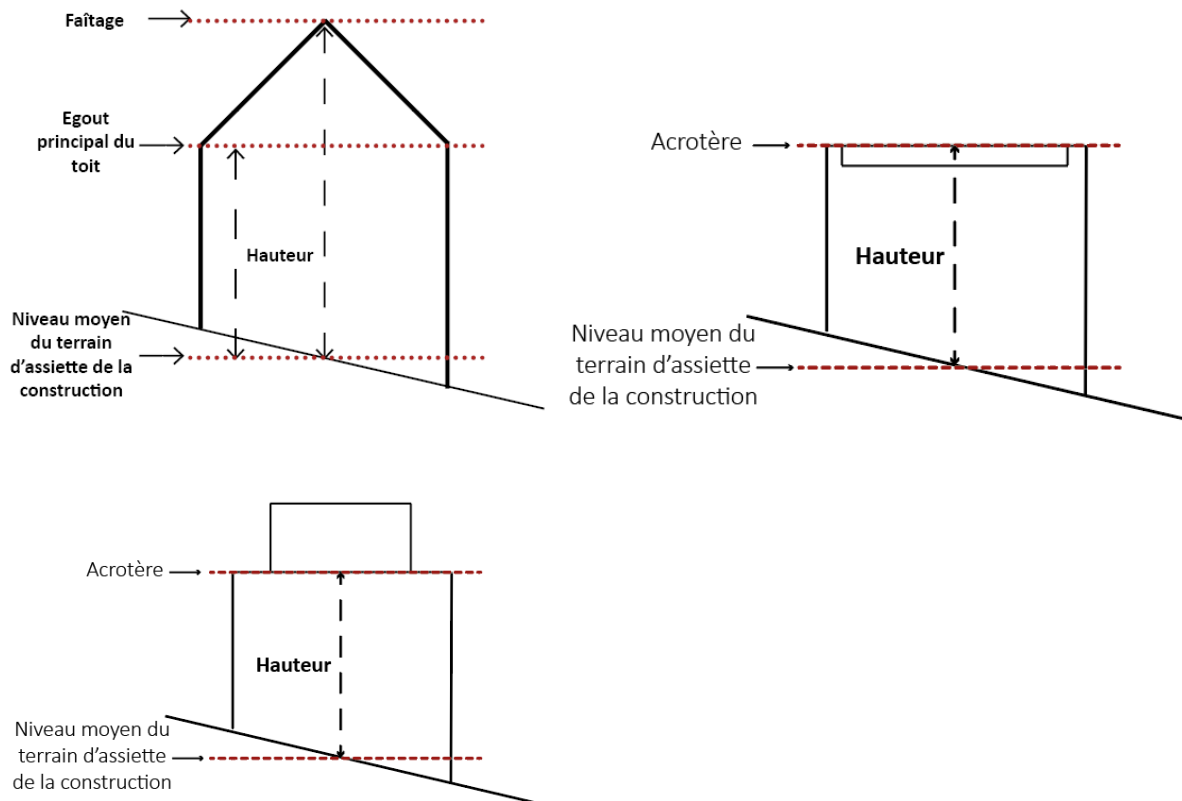 Faîtage
Egout
principal du
toit
Hauteur
Niveau moyen
du terrain
d'assiette de la
construction
Acrotère
Hauteur
Niveau moyen du
terrain d'assiette
de la construction
Acrotère
Hauteur
Niveau moyen du
terrain d'assiette
de la construction